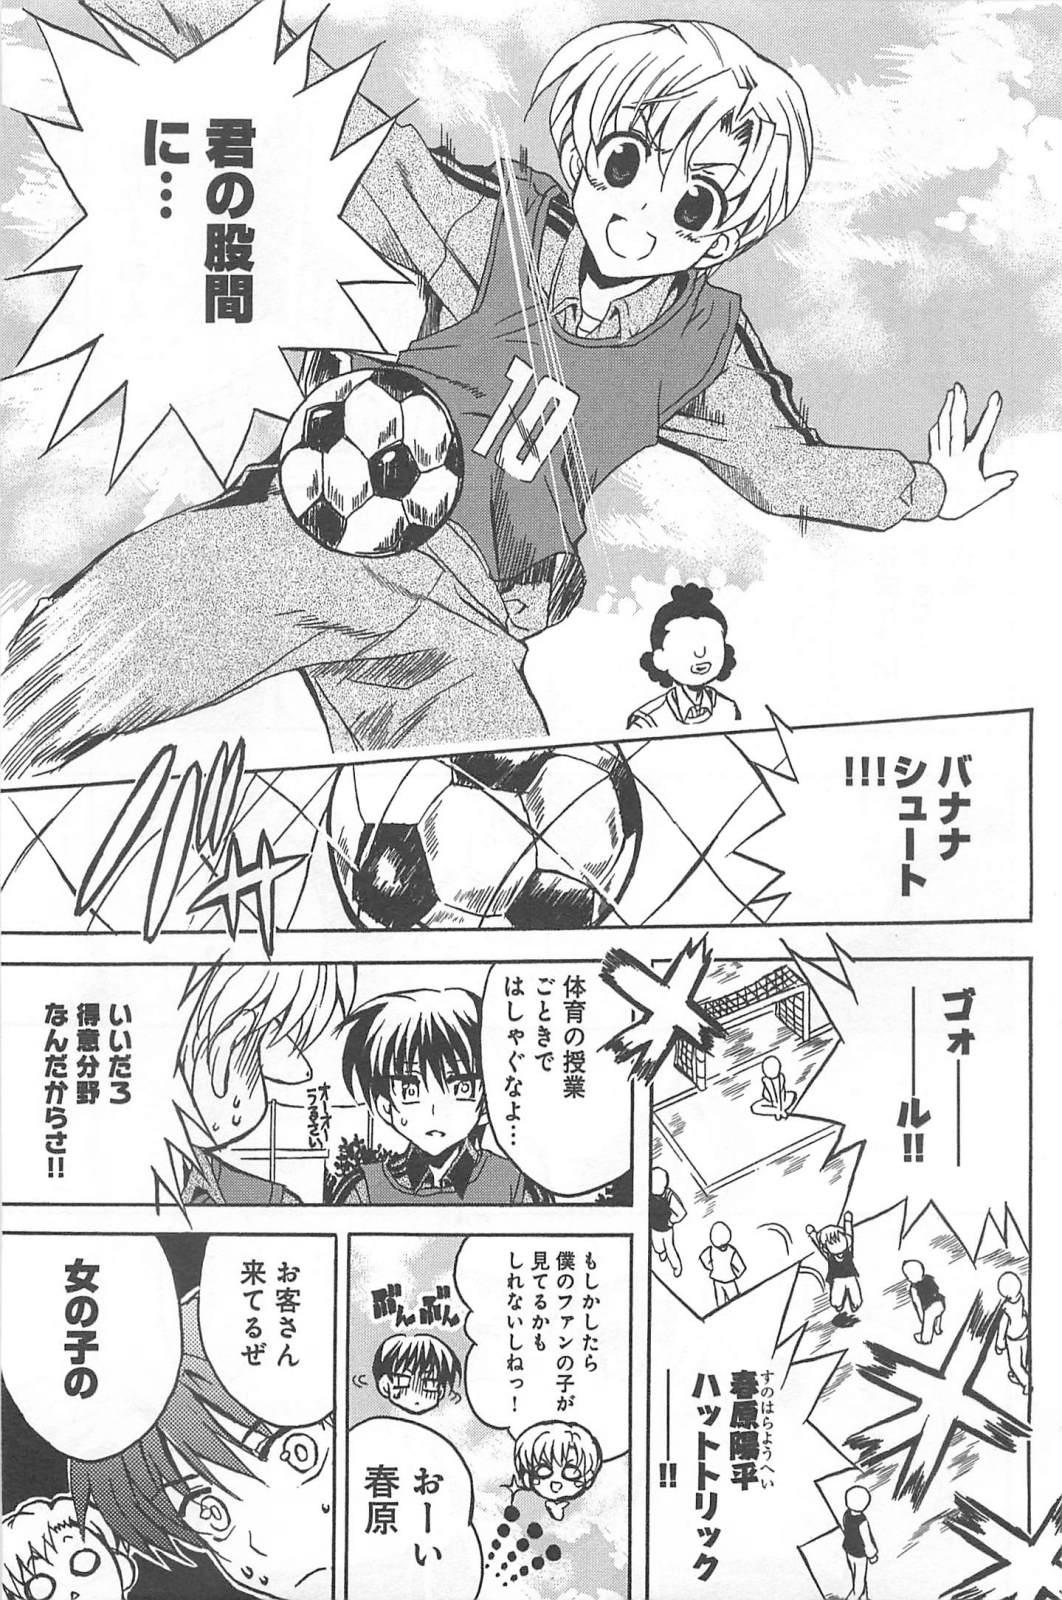 君の股間
に…
10
バナナ
シュート
!!!
ゴォ
ール!!
すのはらようへい
春原陽平
ハットトリック
!!
体育の授業
ごときで
はしゃぐなよ…
オーオー
うるさい
いいだろ
得意分野
なんだからさ!!
もしかしたら
僕のファンの子が
見てるかも
しれないしねっ!
ぶんぶん
おーい
春原
お客さん
来てるぜ
女の子の